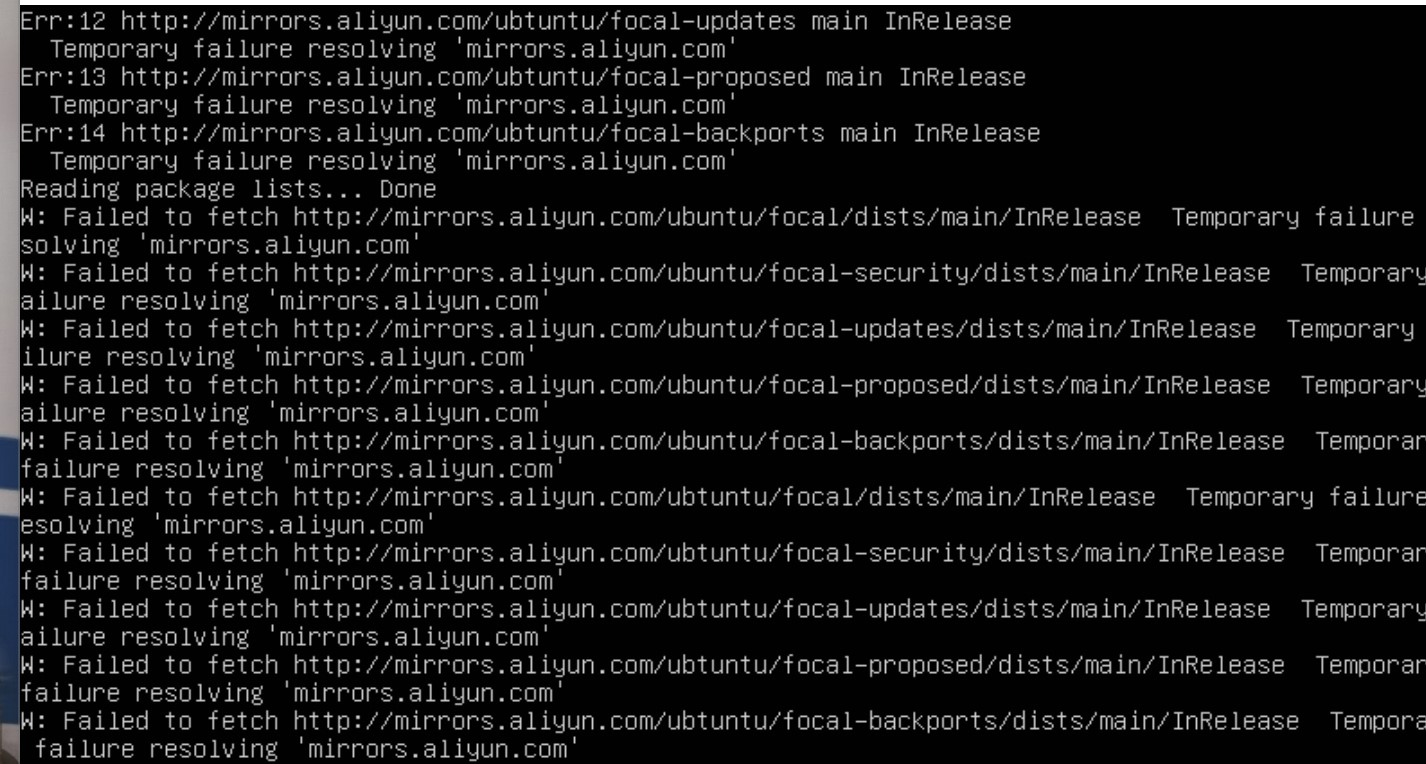 Err:12 http://mirrors.aliyun.com/ubtuntu/focal-updates main InRelease
Temporary failure resolving 'mirrors.aliyun.com'
Err:13 http://mirrors.aliyun.com/ubtuntu/focal-proposed main InRelease
Temporary failure resolving 'mirrors.aliyun.com'
Err:14 http://mirrors.aliyun.com/ubtuntu/focal-backports main InRelease
Temporary failure resolving 'mirrors.aliyun.com'
Reading package lists... Done
W: Failed to fetch http://mirrors.aliyun.com/ubuntu/focal/dists/main/InRelease  Temporary failure
solving 'mirrors.aliyun.com'
W: Failed to fetch http://mirrors.aliyun.com/ubuntu/focal-security/dists/main/InRelease  Temporary
ailure resolving 'mirrors.aliyun.com'
W: Failed to fetch http://mirrors.aliyun.com/ubuntu/focal-updates/dists/main/InRelease  Temporary
ilure resolving 'mirrors.aliyun.com'
W: Failed to fetch http://mirrors.aliyun.com/ubuntu/focal-proposed/dists/main/InRelease  Temporary
ailure resolving 'mirrors.aliyun.com'
W: Failed to fetch http://mirrors.aliyun.com/ubuntu/focal-backports/dists/main/InRelease  Temporar
failure resolving 'mirrors.aliyun.com'
W: Failed to fetch http://mirrors.aliyun.com/ubtuntu/focal/dists/main/InRelease  Temporary failure
esolving 'mirrors.aliyun.com'
W: Failed to fetch http://mirrors.aliyun.com/ubtuntu/focal-security/dists/main/InRelease  Temporar
failure resolving 'mirrors.aliyun.com'
W: Failed to fetch http://mirrors.aliyun.com/ubtuntu/focal-updates/dists/main/InRelease  Temporary
ailure resolving 'mirrors.aliyun.com'
W: Failed to fetch http://mirrors.aliyun.com/ubtuntu/focal-proposed/dists/main/InRelease  Temporar
failure resolving 'mirrors.aliyun.com'
W: Failed to fetch http://mirrors.aliyun.com/ubtuntu/focal-backports/dists/main/InRelease  Tempora
failure resolving 'mirrors.aliyun.com'